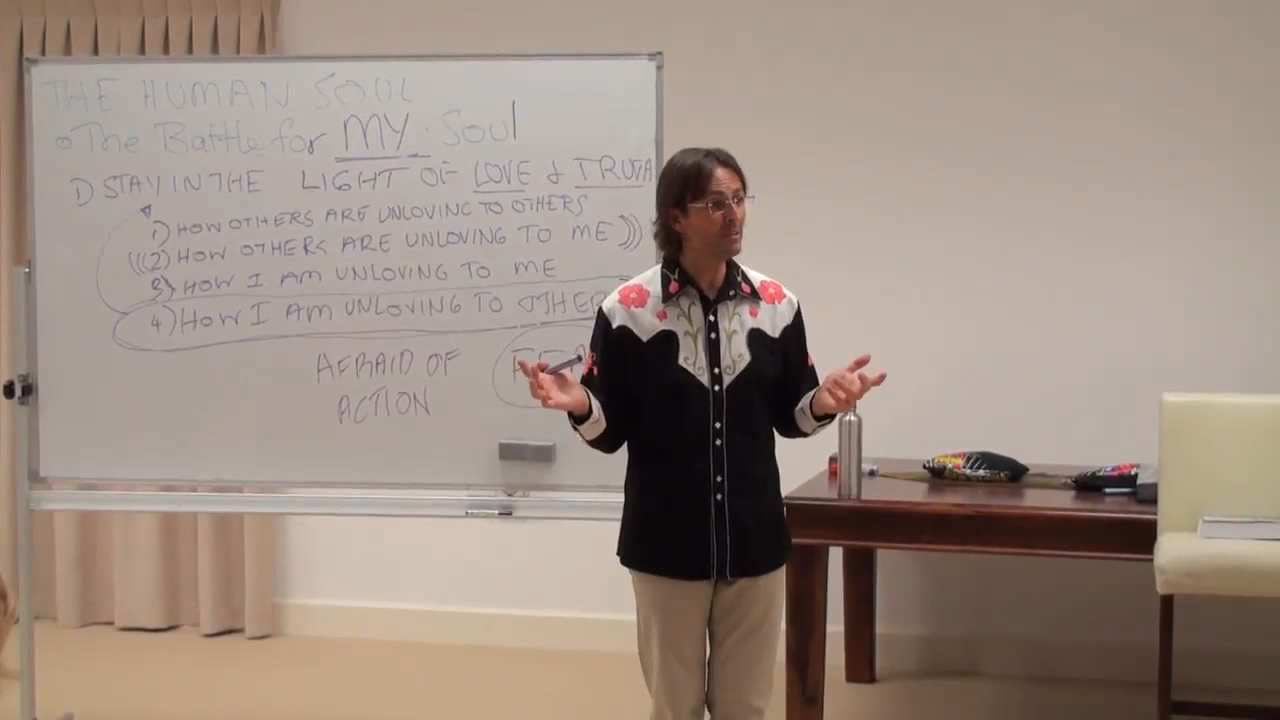 THE HUMAN SOUL
The Battle for MY Soul
1) STAY IN THE LIGHT OF LOVE & TRUTH
1) HOW OTHERS ARE UNLOVING TO OTHERS
(((2) HOW OTHERS ARE UNLOVING TO ME)))
3) HOW I AM UNLOVING TO ME
4) HOW I AM UNLOVING TO OTHER
AFRAID OF
ACTION